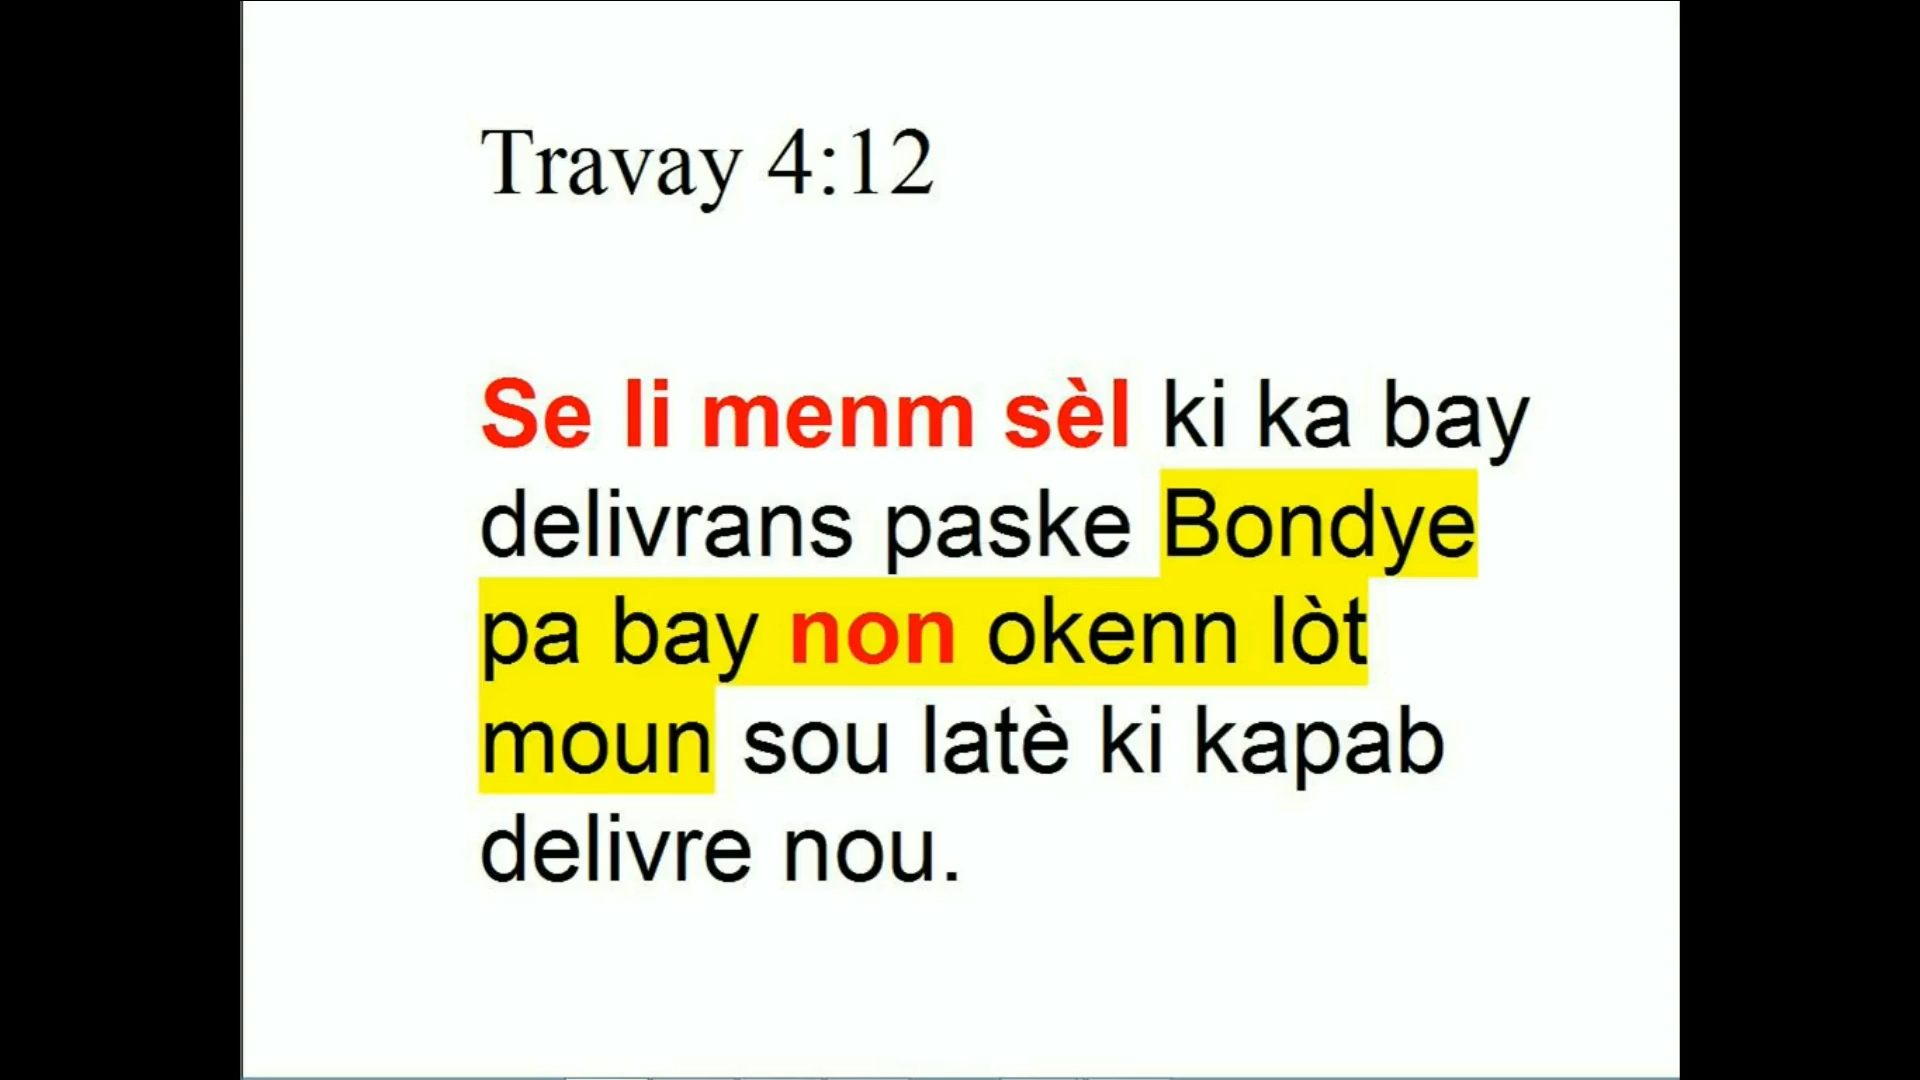 Travay 4:12
Se li menm sèl ki ka bay
delivrans paske Bondye
pa bay non okenn lòt
moun sou latè ki kapab
delivre nou.